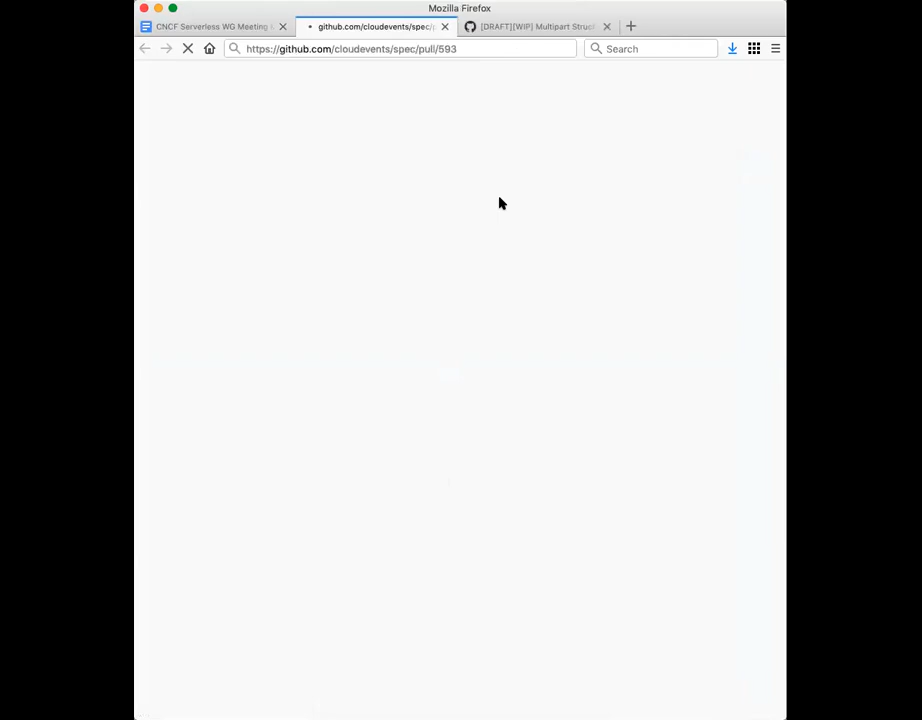 Mozilla Firefox
CNCF Serverless WG Meeting
github.com/cloudevents/spec/
[DRAFT][WIP] Multipart Struct
https://github.com/cloudevents/spec/pull/593
Search